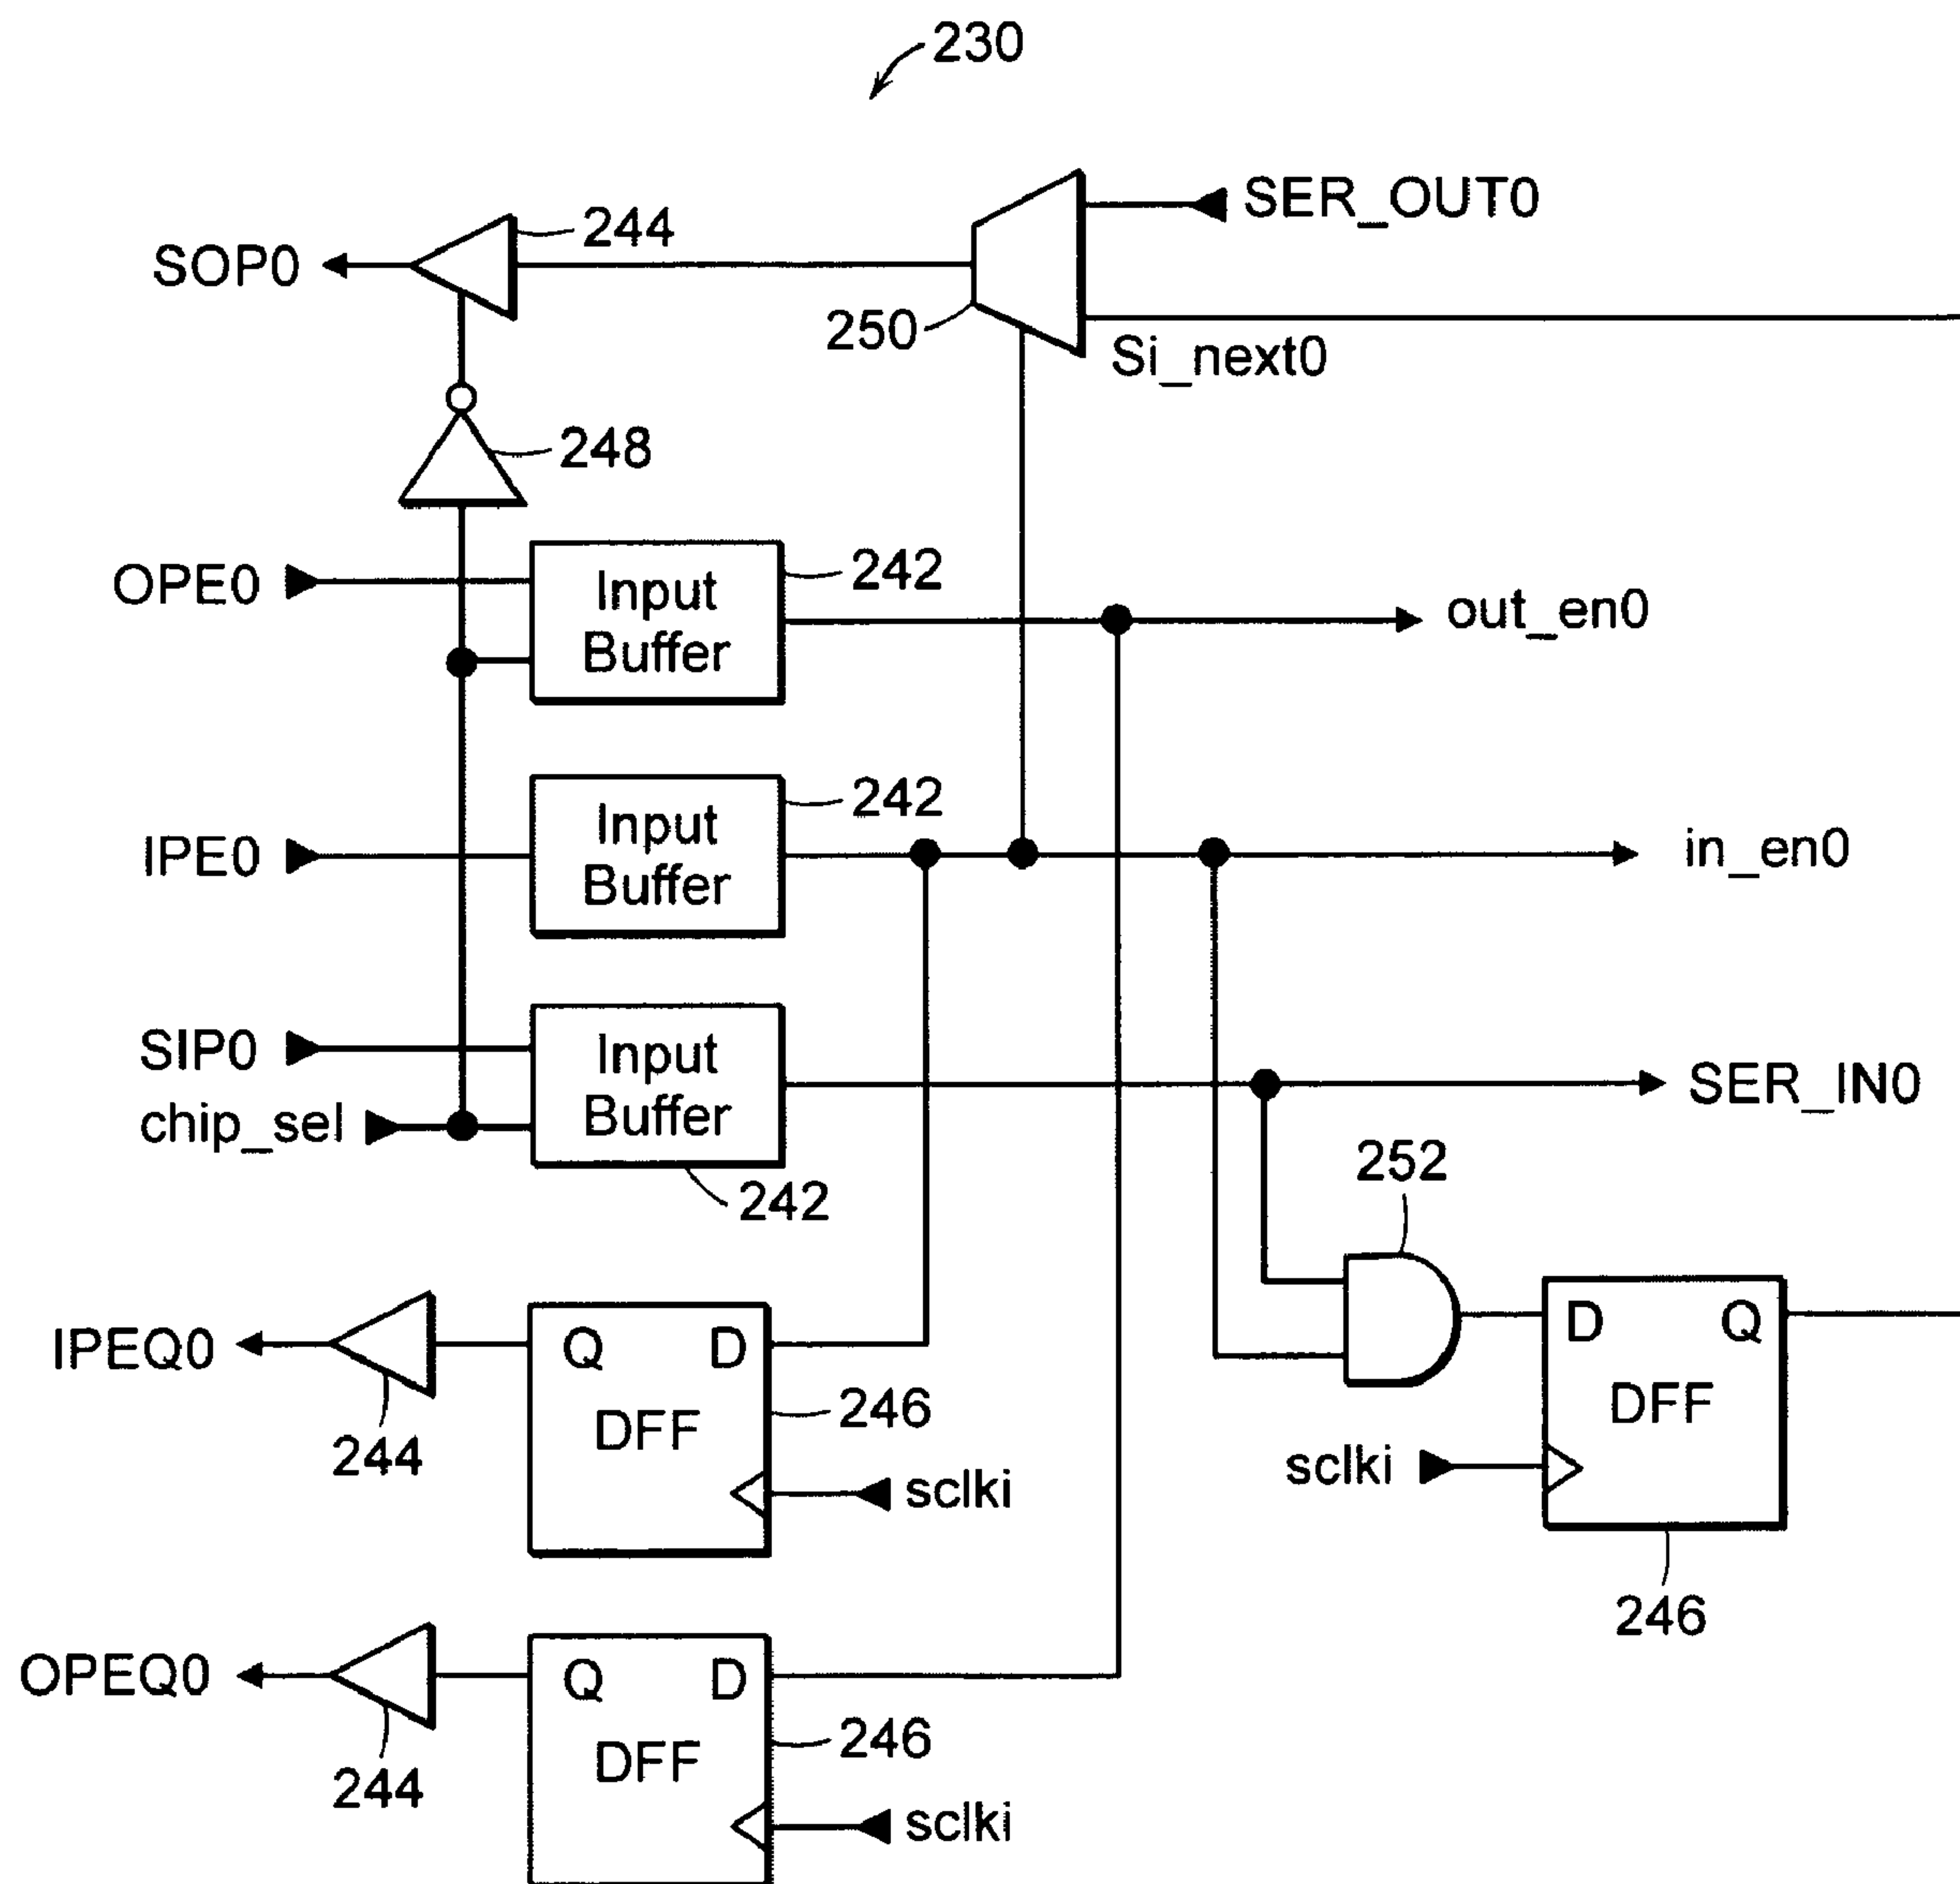 230
SER_OUT0
244
SOP0
250
Si_next0
248
OPE0
Input
Buffer
242
out_en0
IPE0
Input
Buffer
242
in_en0
SIP0
chip_sel
Input
Buffer
242
SER_IN0
252
IPEQ0
244
Q D
DFF
246
sclki
D Q
DFF
sclki
246
OPEQ0
244
Q D
DFF
246
sclki